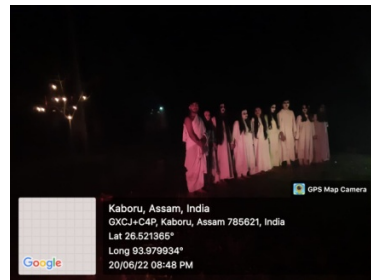 GPS Map Camera
Kaboru, Assam, India
GXCJ+C4P, Kaboru, Assam 785621, India
Lat 26.521365°
Long 93.979934°
20/06/22 08:48 PM
Google